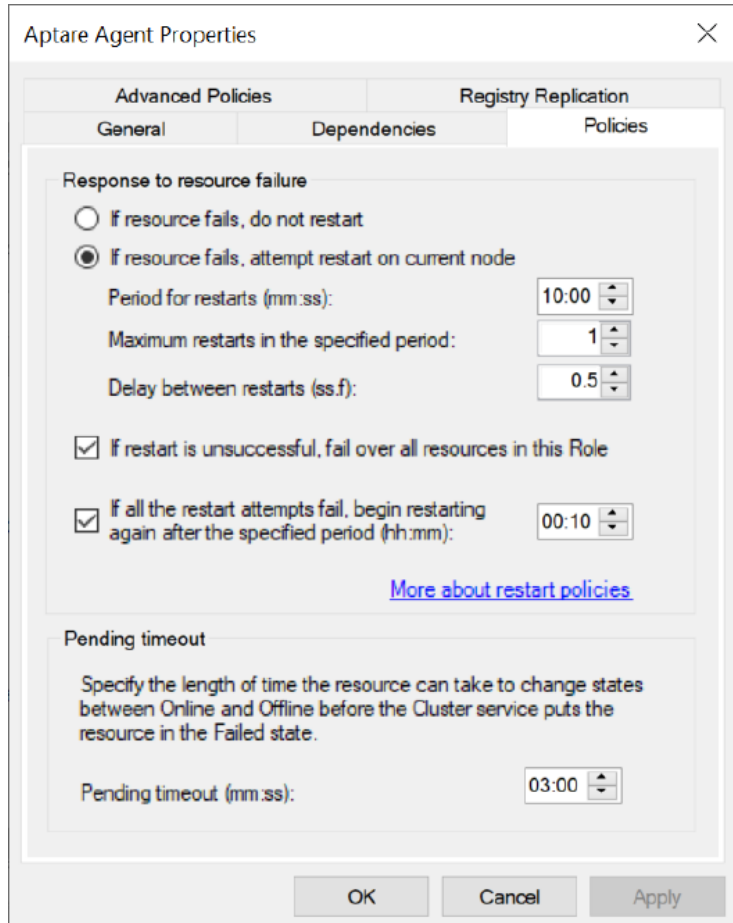 Aptare Agent Properties
Advanced Policies
Registry Replication
General
Dependencies
Policies
Response to resource failure
If resource fails, do not restart
If resource fails, attempt restart on current node
Period for restarts (mm:ss):
10:00
Maximum restarts in the specified period:
1
Delay between restarts (ss.f):
0.5
If restart is unsuccessful, fail over all resources in this Role
If all the restart attempts fail, begin restarting
again after the specified period (hh:mm):
00:10
More about restart policies
Pending timeout
Specify the length of time the resource can take to change states
between Online and Offline before the Cluster service puts the
resource in the Failed state.
Pending timeout (mm:ss):
03:00
OK
Cancel
Apply